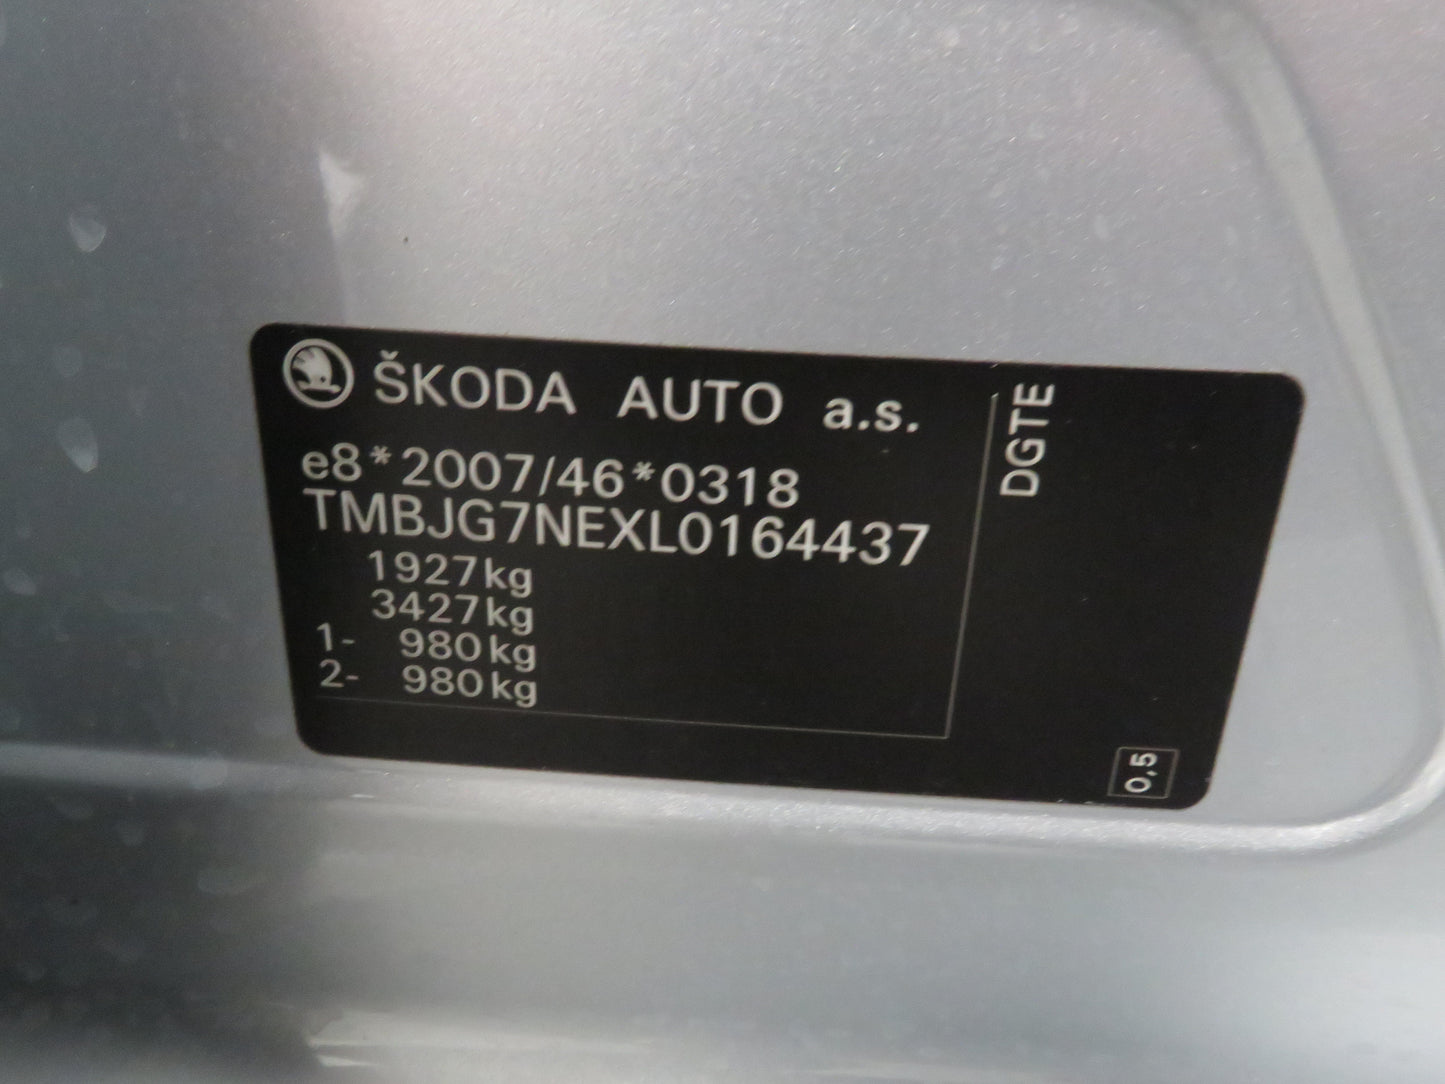 ŠKODA AUTO a.s.
e8*2007/46*0318
TMBJG7NEXL0164437
1927kg
3427kg
1- 980kg
2- 980kg
DGTE
0,5